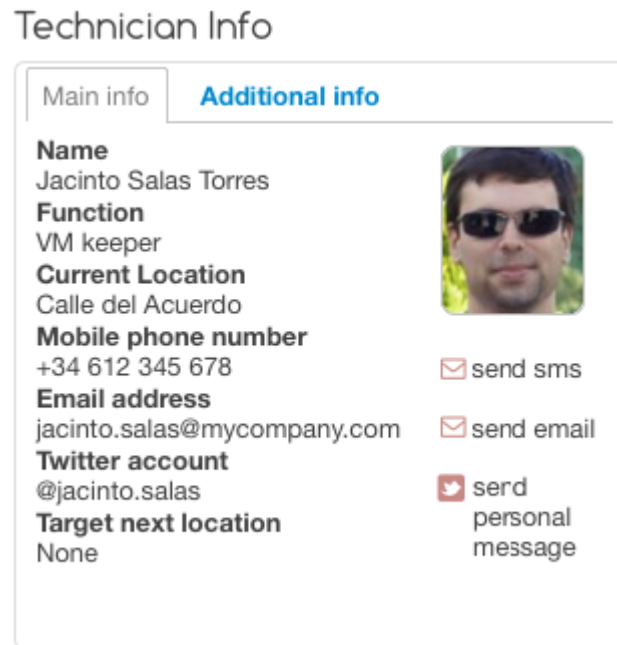 Technician Info
Main info
Additional info
Name
Jacinto Salas Torres
Function
VM keeper
Current Location
Calle del Acuerdo
Mobile phone number
+34 612 345 678
Email address
jacinto.salas@mycompany.com
Twitter account
@jacinto.salas
Target next location
None
send sms
send email
send
personal
message